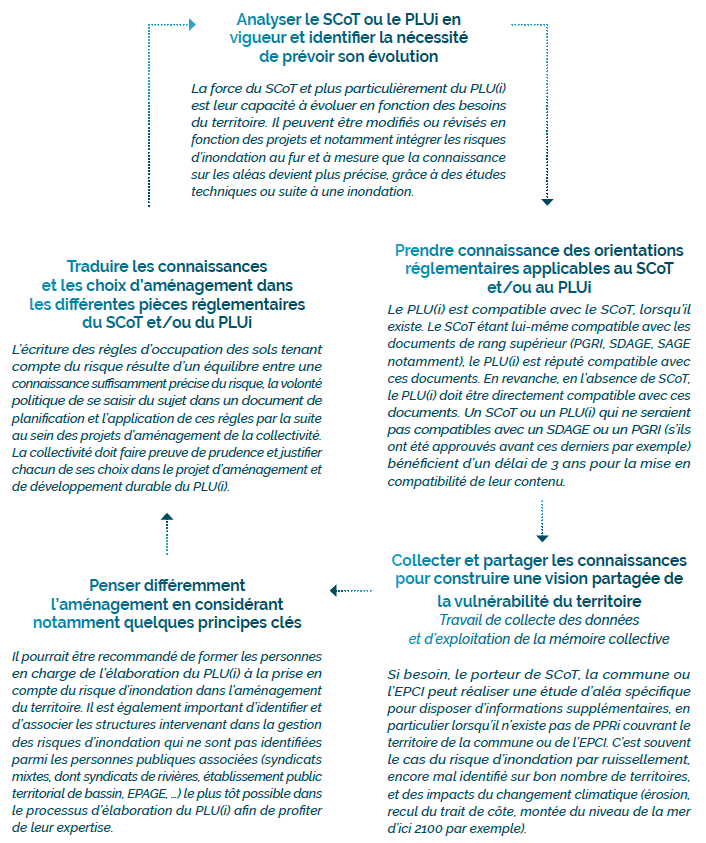 Analyser le SCoT ou le PLUi en
vigueur et identifier la nécessité
de prévoir son évolution
La force du SCoT et plus particulièrement du PLU(i)
est leur capacité à évoluer en fonction des besoins
du territoire. Il peuvent être modifiés ou révisés en
fonction des projets et notamment intégrer les risques
d'inondation au fur et à mesure que la connaissance
sur les aléas devient plus précise, grâce à des études
techniques ou suite à une inondation.
Prendre connaissance des orientations
réglementaires applicables au SCoT
et/ou au PLUi
Le PLU(i) est compatible avec le SCoT, lorsqu'il
existe. Le SCoT étant lui-même compatible avec les
documents de rang supérieur (PGRI, SDAGE, SAGE
notamment), le PLU(i) est réputé compatible avec
ces documents. En revanche, en l'absence de SCoT,
le PLU(i) doit être directement compatible avec ces
documents. Un SCoT ou un PLU(i) qui ne seraient
pas compatibles avec un SDAGE ou un PGRI (s'ils
ont été approuvés avant ces derniers par exemple)
bénéficient d'un délai de 3 ans pour la mise en
compatibilité de leur contenu.
Collecter et partager les connaissances
pour construire une vision partagée de
la vulnérabilité du territoire
Travail de collecte des données
et d'exploitation de la mémoire collective
Si besoin, le porteur de SCoT, la commune ou
l'EPCI peut réaliser une étude d'aléa spécifique
pour disposer d'informations supplémentaires, en
particulier lorsqu'il n'existe pas de PPRi couvrant le
territoire de la commune ou de l'EPCI. C'est souvent
le cas du risque d'inondation par ruissellement,
encore mal identifié sur bon nombre de territoires,
et des impacts du changement climatique (érosion,
recul du trait de côte, montée du niveau de la mer
d'ici 2100 par exemple).
Penser différemment
l'aménagement en considérant
notamment quelques principes clés
Il pourrait être recommandé de former les personnes
en charge de l'élaboration du PLU(i) à la prise en
compte du risque d'inondation dans l'aménagement
du territoire. Il est également important d'identifier et
d'associer les structures intervenant dans la gestion
des risques d'inondation qui ne sont pas identifiées
parmi les personnes publiques associées (syndicats
mixtes, dont syndicats de rivières, établissement public
territorial de bassin, EPAGE, ...) le plus tôt possible dans
le processus d'élaboration du PLU(i) afin de profiter
de leur expertise.
Traduire les connaissances
et les choix d'aménagement dans
les différentes pièces réglementaires
du SCoT et/ou du PLUi
L'écriture des règles d'occupation des sols tenant
compte du risque résulte d'un équilibre entre une
connaissance suffisamment précise du risque, la volonté
politique de se saisir du sujet dans un document de
planification et l'application de ces règles par la suite
au sein des projets d'aménagement de la collectivité.
La collectivité doit faire preuve de prudence et justifier
chacun de ses choix dans le projet d'aménagement et
de développement durable du PLU(i).